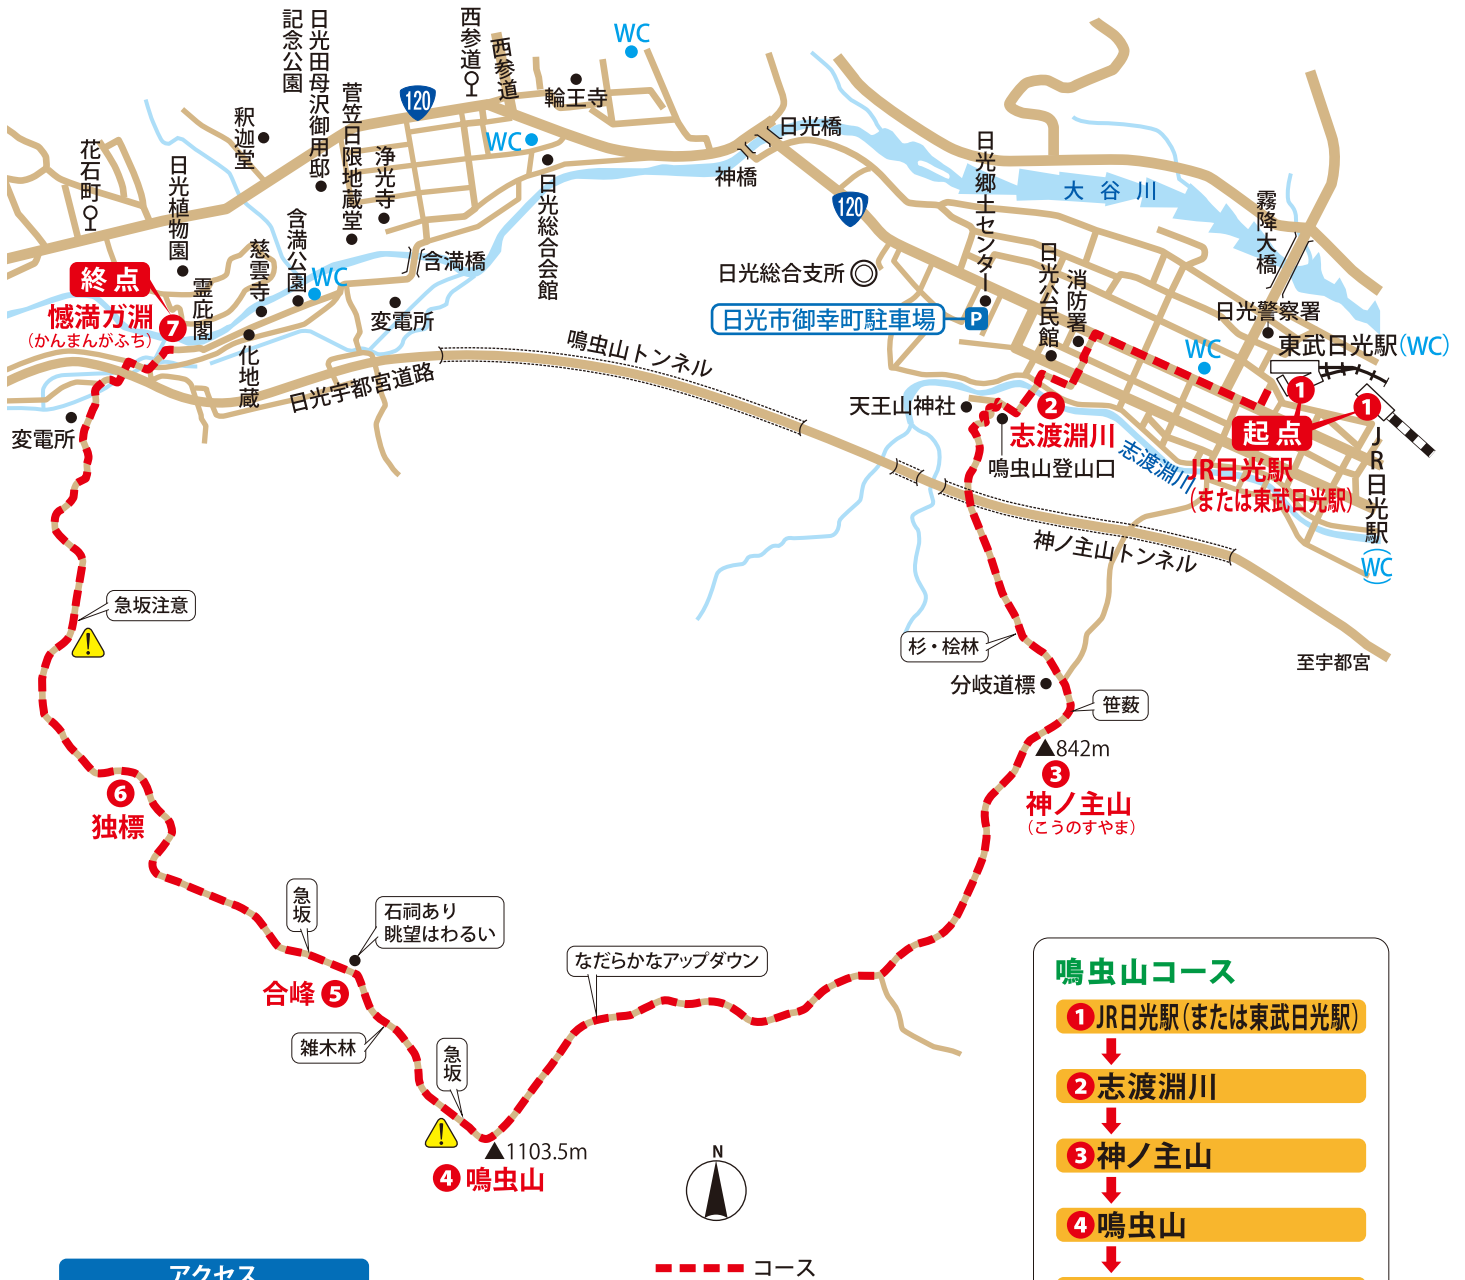 西参道
西参道
WC
日光田母沢御用邸
記念公園
120
輪王寺
菅笠日限地蔵堂
釈迦堂
WC
日光橋
花石町
浄光寺
日光郷土センター
日光植物園
神橋
日光総合会館
大谷川
120
霧降大橋
含満公園
慈雲寺
WC
含満橋
日光公民館
消防署
終点
霊庇閣
日光総合支所
憾満ガ淵
(かんまんがふち)
7
変電所
日光市御幸町駐車場
P
日光警察署
鳴虫山トンネル
東武日光駅(WC)
化地蔵
WC
日光宇都宮道路
1
1
天王山神社
2
志渡淵川
起点
変電所
鳴虫山登山口
志渡淵川
JR日光駅
(または東武日光駅)
JR日光駅
(WC)
神ノ主山トンネル
急坂注意
杉・桧林
至宇都宮
分岐道標
笹薮
842m
3
神ノ主山
(こうのすやま)
6
独標
急坂
石祠あり
眺望はわるい
なだらかなアップダウン
合峰 5
雑木林
急坂
1103.5m
4 鳴虫山
N
コース
アクセス
鳴虫山コース
1 JR日光駅(または東武日光駅)
2 志渡淵川
3 神ノ主山
4 鳴虫山